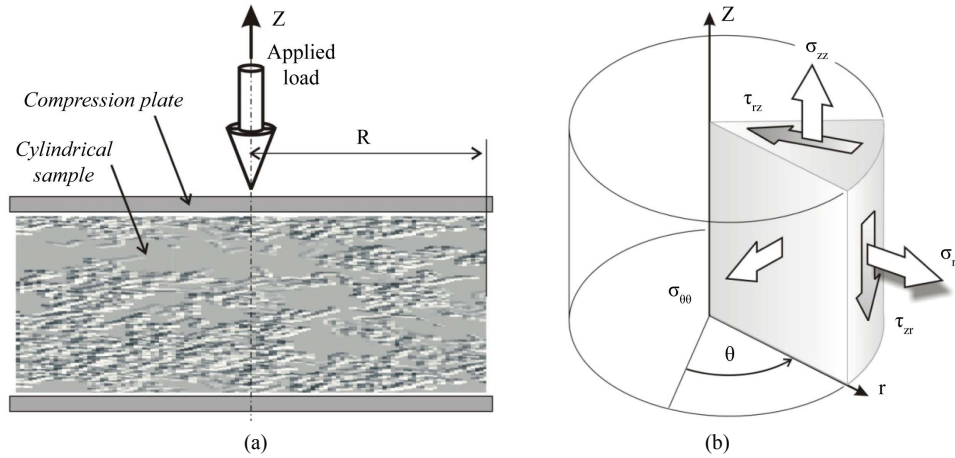 Z
Applied
load
Compression plate
R
Cylindrical
sample
(a)
Z
σzz
τrz
σr
σθθ
τzr
θ
r
(b)